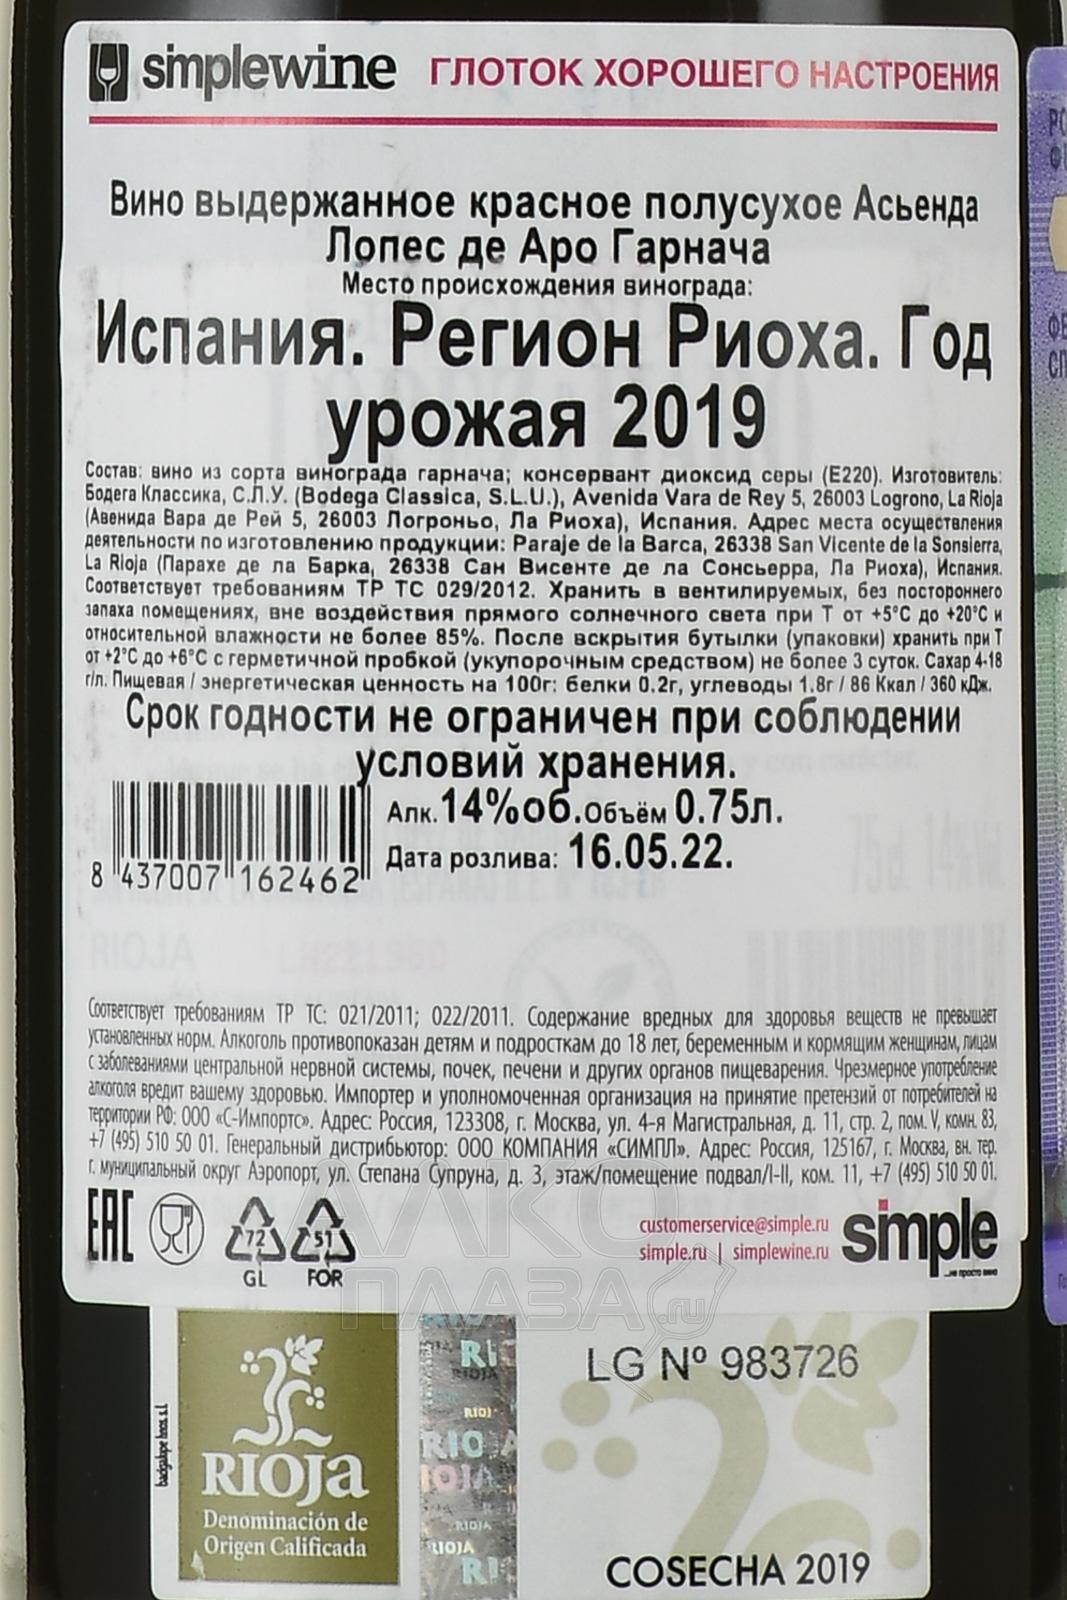 simplewine ГЛОТОК ХОРОШЕГО НАСТРОЕНИЯ
Вино выдержанное красное полусухое Асьенда
Лопес де Аро Гарнача
Место происхождения винограда:
Испания. Регион Риоха. Год
урожая 2019
Состав: вино из сорта винограда гарнача; консервант диоксид серы (E220). Изготовитель:
Бодега Классика, С.Л.У. (Bodega Classica, S.L.U.), Avenida Vara de Rey 5, 26003 Logrono, La Rioja
(Авенида Вара де Рей 5, 26003 Логроньо, Ла Риоха), Испания. Адрес места осуществления
деятельности по изготовлению продукции: Paraje de la Barca, 26338 San Vicente de la Sonsierra,
La Rioja (Парахе де ла Барка, 26338 Сан Висенте де ла Сонсьерра, Ла Риоха), Испания.
Соответствует требованиям ТР ТС 029/2012. Хранить в вентилируемых, без постороннего
запаха помещениях, вне воздействия прямого солнечного света при Т от +5°С до +20°С и
относительной влажности не более 85%. После вскрытия бутылки (упаковки) хранить при Т
от +2°С до +6°С с герметичной пробкой (укупорочным средством) не более 3 суток. Сахар 4-18
г/л. Пищевая / энергетическая ценность на 100г: белки 0.2г, углеводы 1.8г / 86 Ккал / 360 кДж.
Срок годности не ограничен при соблюдении
условий хранения.
Алк. 14%об. Объём 0.75л.
Дата розлива: 16.05.22.
8 437007 162462
Соответствует требованиям ТР ТС: 021/2011; 022/2011. Содержание вредных для здоровья веществ не превышает
установленных норм. Алкоголь противопоказан детям и подросткам до 18 лет, беременным и кормящим женщинам, лицам
с заболеваниями центральной нервной системы, почек, печени и других органов пищеварения. Чрезмерное употребление
алкоголя вредит вашему здоровью. Импортер и уполномоченная организация на принятие претензий от потребителей на
территории РФ: ООО «С-Импортс». Адрес: Россия, 123308, г. Москва, ул. 4-я Магистральная, д. 11, стр. 2, пом. V, комн. 83,
+7 (495) 510 50 01. Генеральный дистрибьютор: ООО КОМПАНИЯ «СИМПЛ». Адрес: Россия, 125167, г. Москва, вн. тер.
г. муниципальный округ Аэропорт, ул. Степана Супруна, д. 3, этаж/помещение подвал/I-II, ком. 11, +7 (495) 510 50 01.
EAC
72
GL
51
FOR
customerservice@simple.ru
simple.ru | simplewine.ru
simple
...не просто вино
АЛКО
ПЛАЗА.ru
RIOJA
Denominación de
Origen Calificada
RIOJA
LG Nº 983726
COSECHA 2019